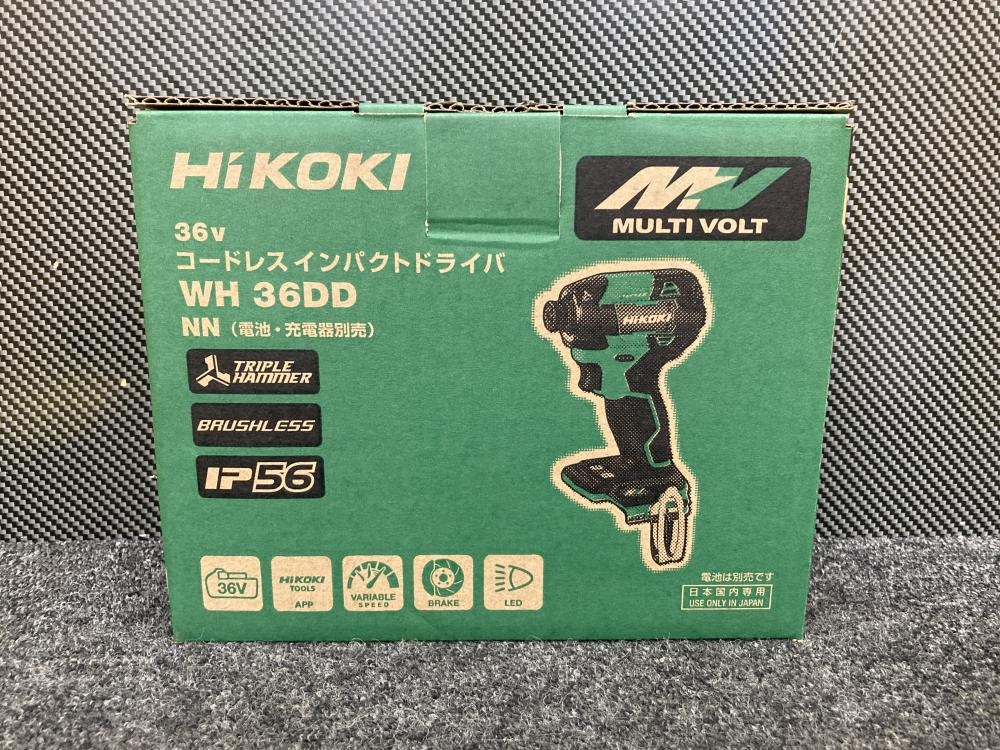 HiKOKI
MULTI VOLT
36v
コードレスインパクトドライバ
WH 36DD
NN（電池・充電器別売）
TRIPLE
HAMMER
BRUSHLESS
IP56
HiKOKI
36V
HiKOKI
TOOLS
APP
VARIABLE
SPEED
BRAKE
LED
電池は別売です
日本国内専用
USE ONLY IN JAPAN